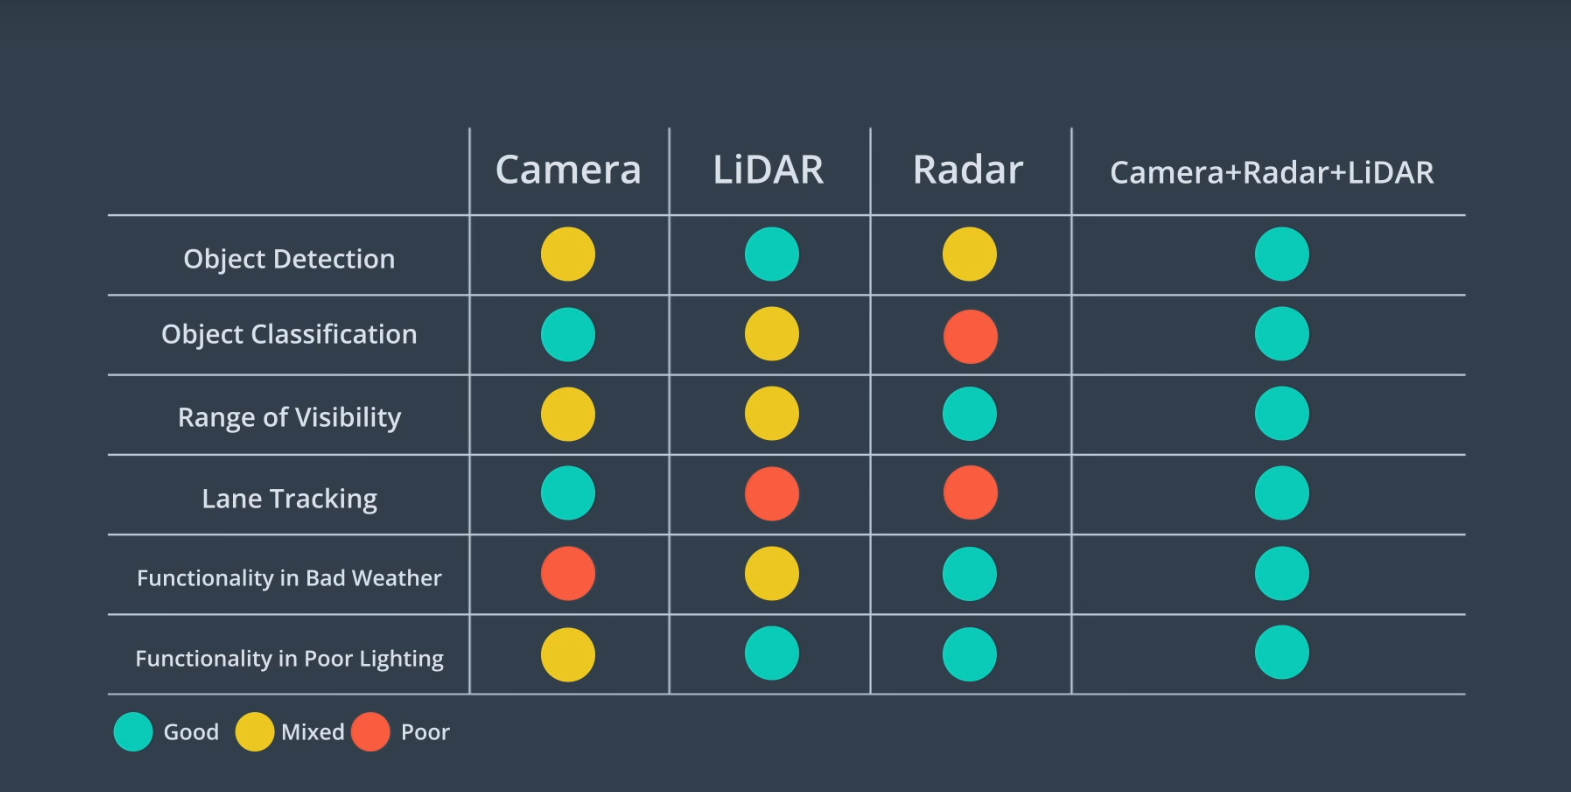 Camera LiDAR Radar Camera+Radar+LiDAR
Object Detection
Object Classification
Range of Visibility
Lane Tracking
Functionality in Bad Weather
Functionality in Poor Lighting
Good Mixed Poor